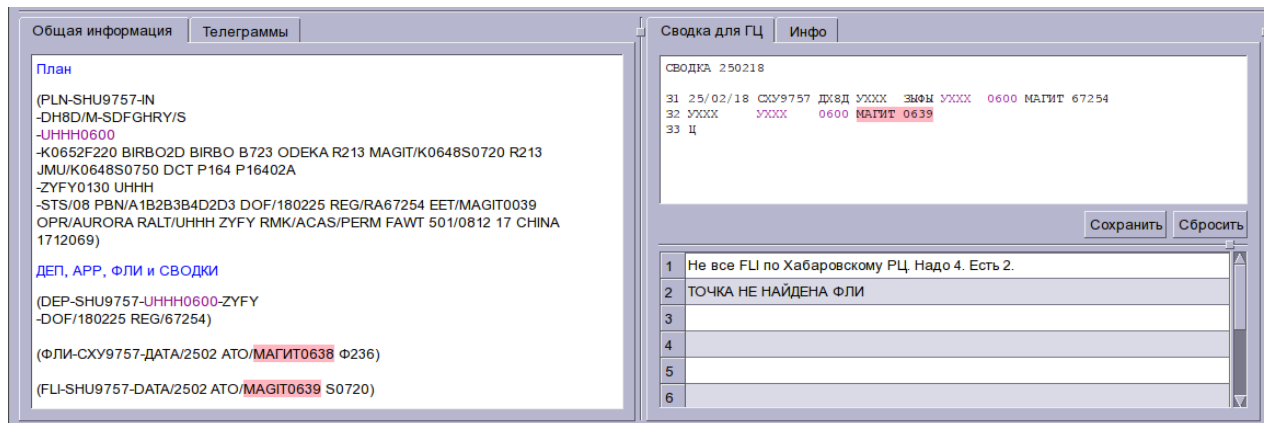 Общая информация
Телеграммы
План
(PLN-SHU9757-IN
-DH8D/M-SDFGHRY/S
-UHHH0600
-K0652F220 BIRBO2D BIRBO B723 ODEKA R213 MAGIT/K0648S0720 R213
JMU/K0648S0750 DCT P164 P16402A
-ZYFY0130 UHHH
-STS/08 PBN/A1B2B3B4D2D3 DOF/180225 REG/RA67254 EET/MAGIT0039
OPR/AURORA RALT/UHHH ZYFY RMK/ACAS/PERM FAWT 501/0812 17 CHINA
1712069)
ДЕП, АРР, ФЛИ и СВОДКИ
(DEP-SHU9757-UHHH0600-ZYFY
-DOF/180225 REG/67254)
(ФЛИ-СХУ9757-ДАТА/2502 АТО/МАГИТ0638 Ф236)
(FLI-SHU9757-DATA/2502 ATO/MAGIT0639 S0720)
Сводка для ГЦ
Инфо
СВОДКА 250218
З1 25/02/18 СХУ9757 ДХ8Д УХХХ ЗЫФЫ УХХХ 0600 МАГИТ 67254
З2 УХХХ УХХХ 0600 МАГИТ 0639
З3 Ц
Сохранить
Сбросить
1 Не все FLI по Хабаровскому РЦ. Надо 4. Есть 2.
2 ТОЧКА НЕ НАЙДЕНА ФЛИ
3
4
5
6